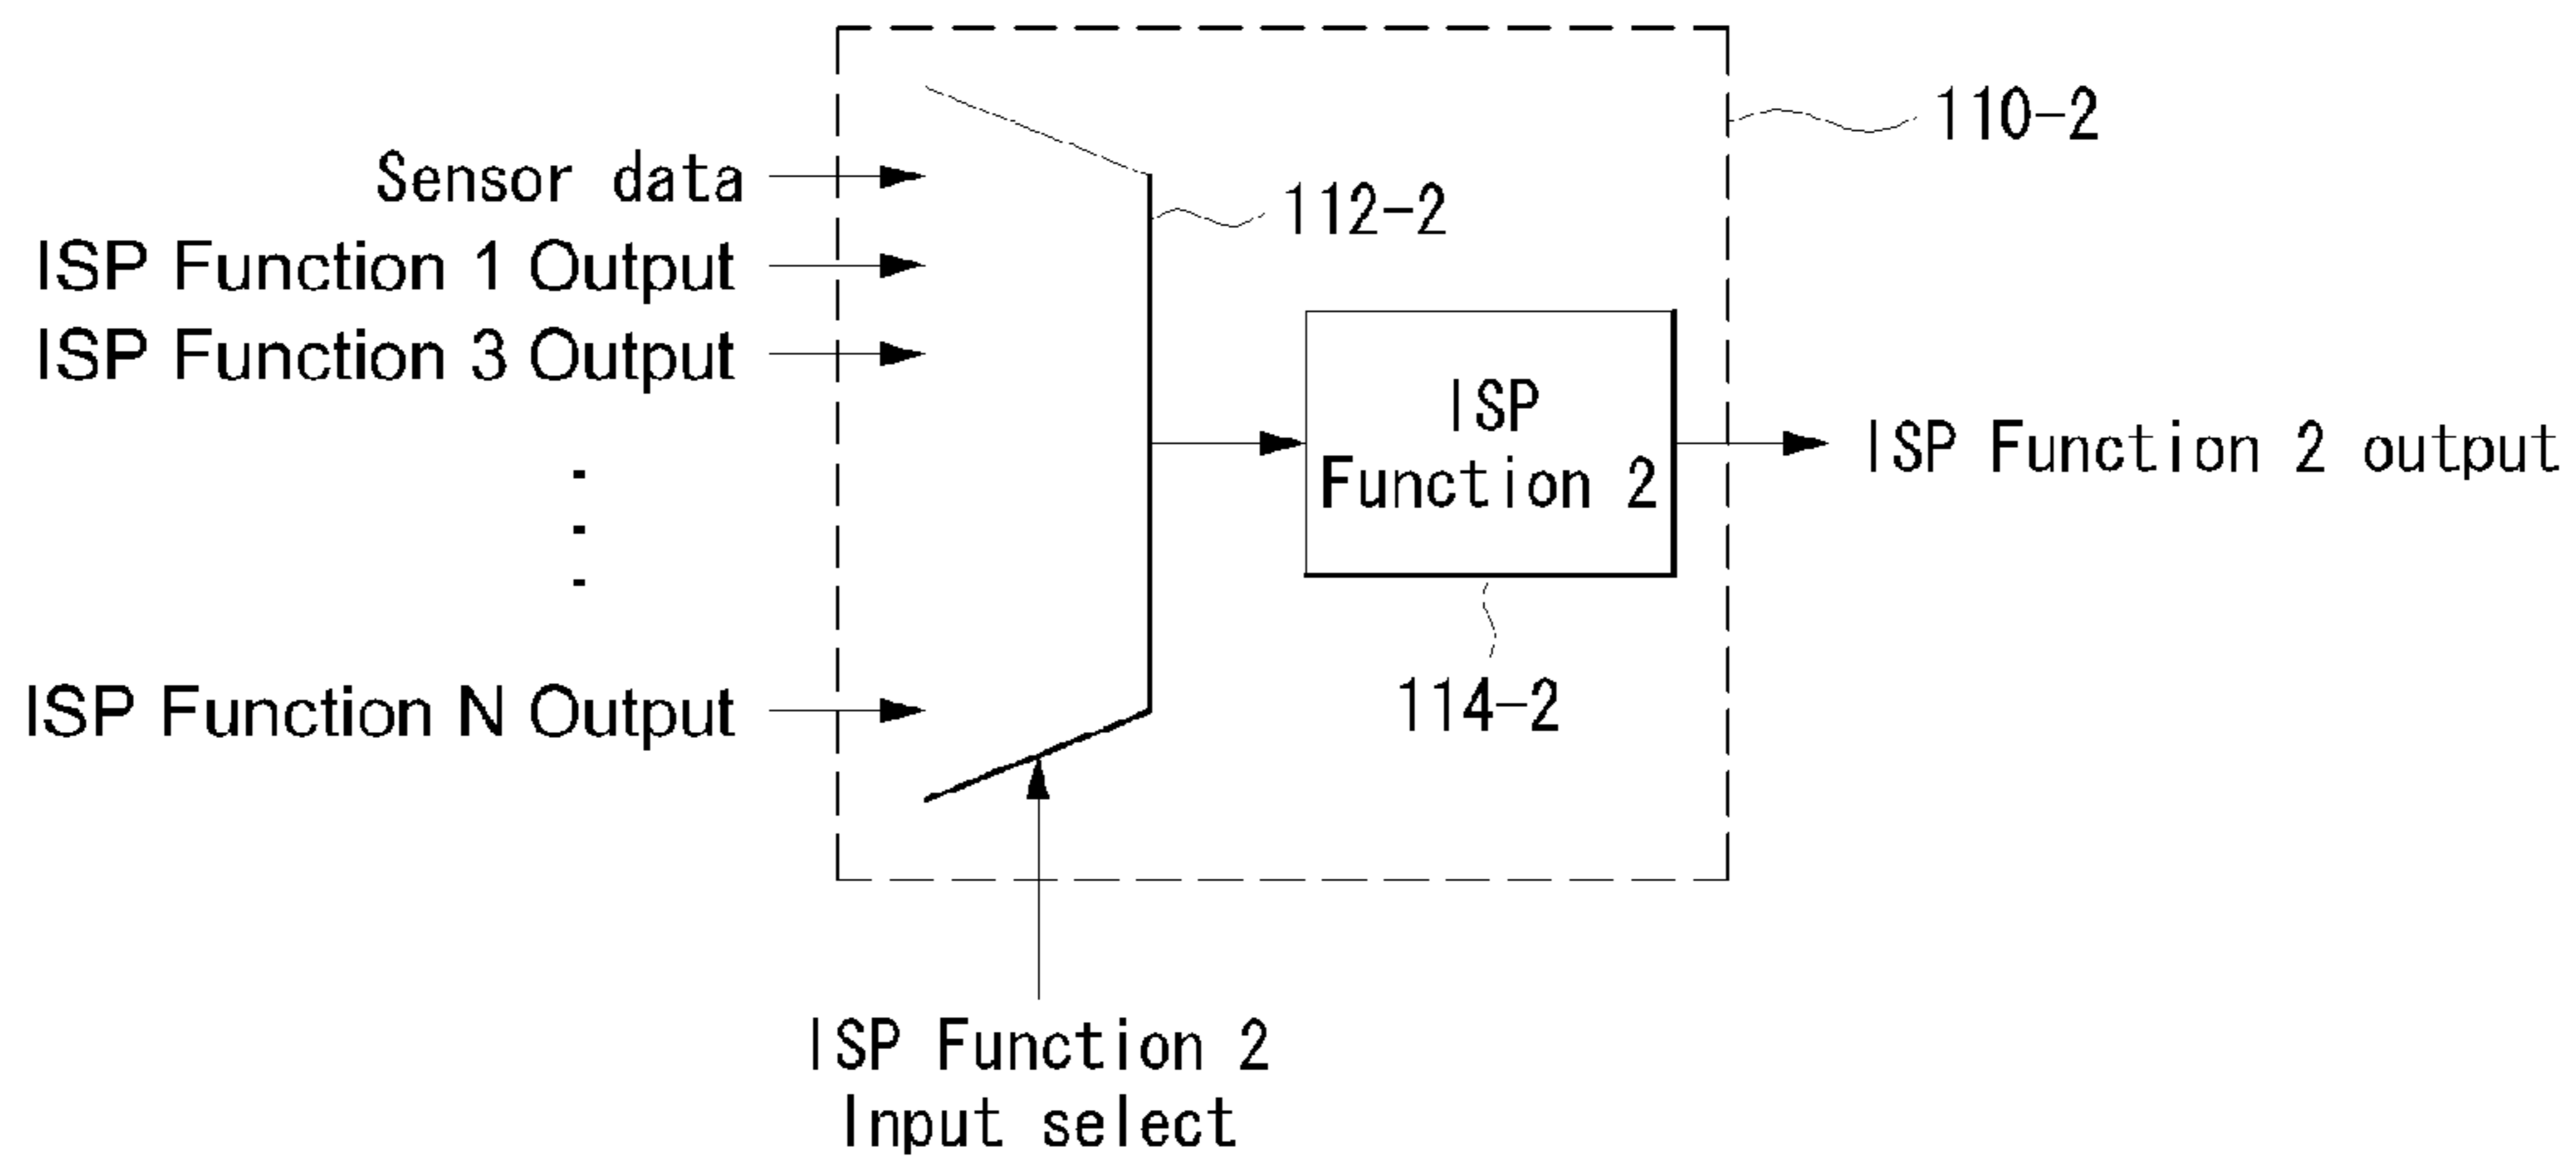 110-2
Sensor data
112-2
ISP Function 1 Output
ISP Function 3 Output
ISP
Function 2
ISP Function 2 output
114-2
ISP Function N Output
ISP Function 2
Input select